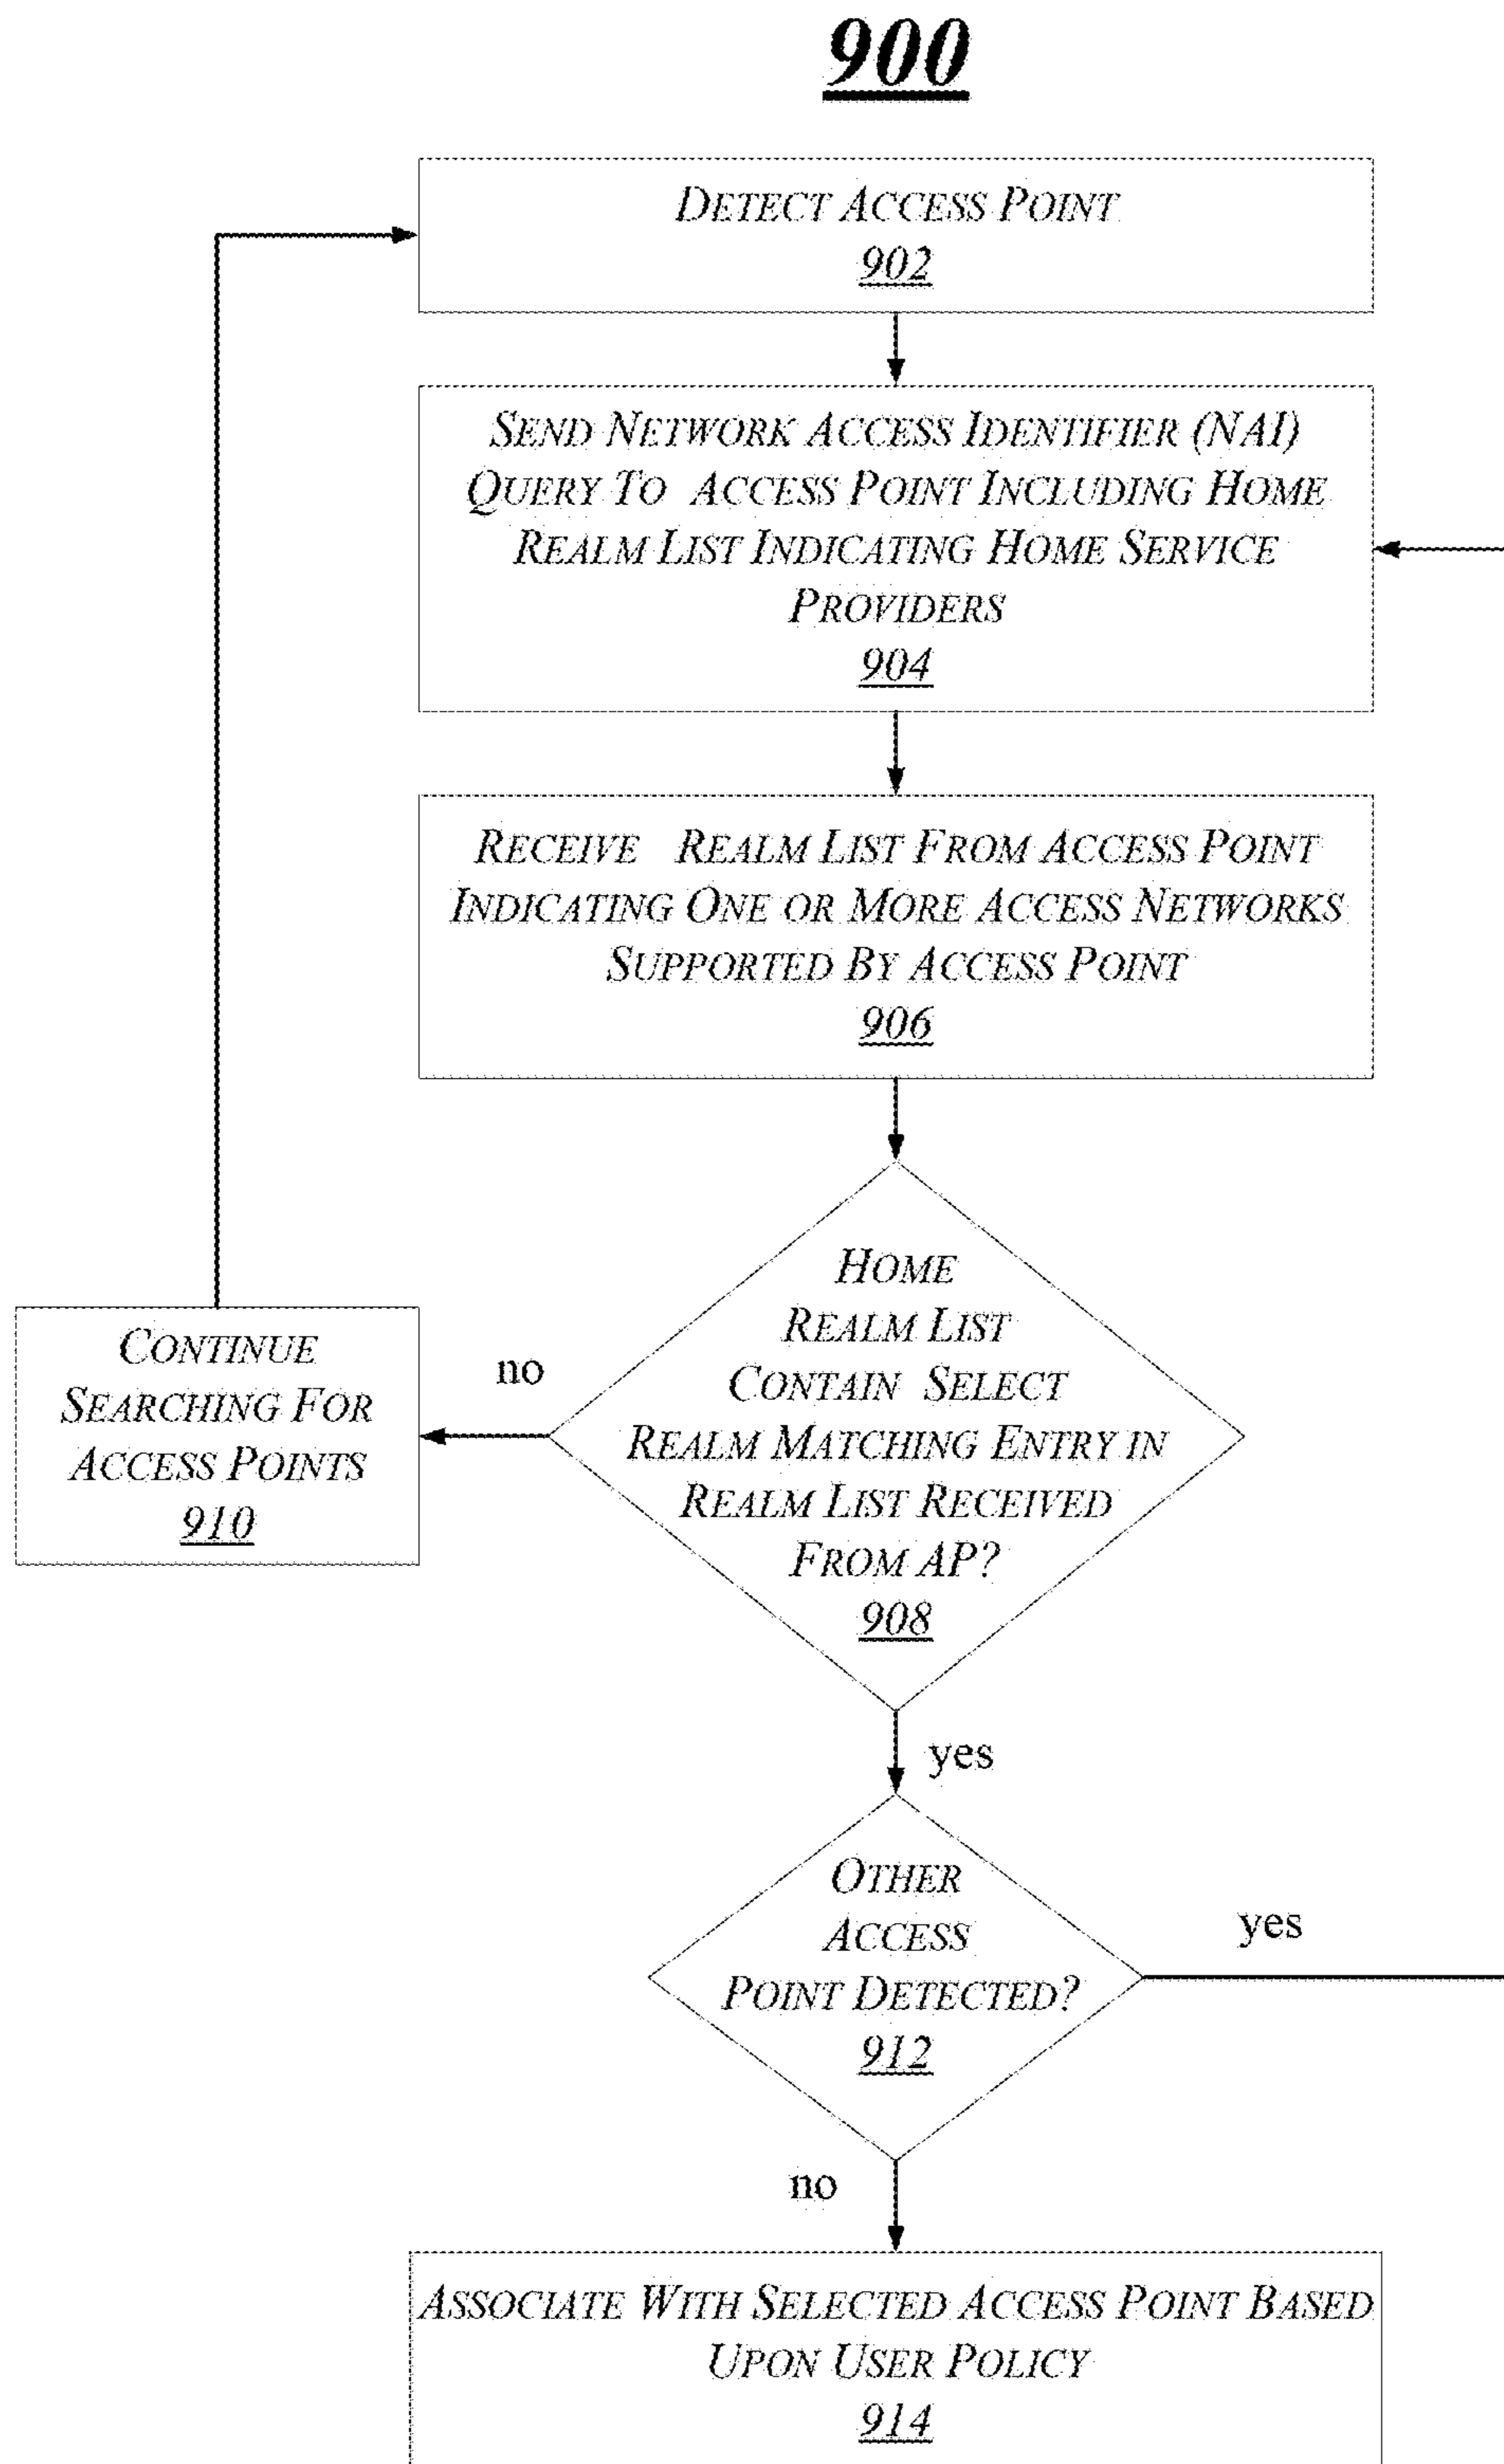 900
DETECT ACCESS POINT
902
SEND NETWORK ACCESS IDENTIFIER (NAI)
QUERY TO ACCESS POINT INCLUDING HOME
REALM LIST INDICATING HOME SERVICE
PROVIDERS
904
RECEIVE REALM LIST FROM ACCESS POINT
INDICATING ONE OR MORE ACCESS NETWORKS
SUPPORTED BY ACCESS POINT
906
HOME
REALM LIST
CONTAIN SELECT
REALM MATCHING ENTRY IN
REALM LIST RECEIVED
FROM AP?
908
no
CONTINUE
SEARCHING FOR
ACCESS POINTS
910
yes
OTHER
ACCESS
POINT DETECTED?
912
yes
no
ASSOCIATE WITH SELECTED ACCESS POINT BASED
UPON USER POLICY
914